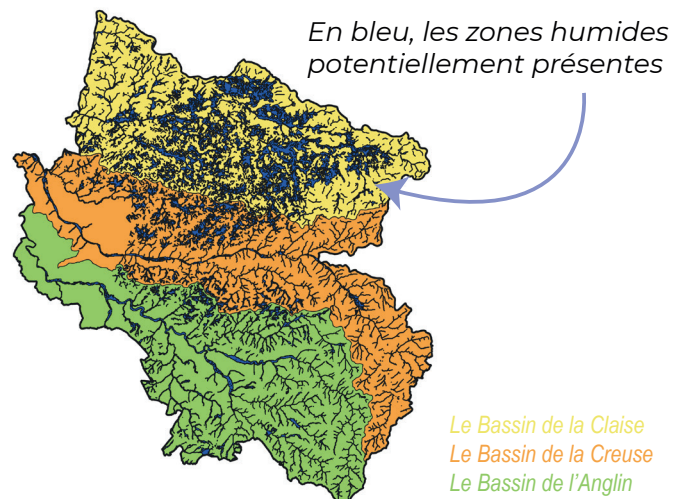 En bleu, les zones humides
potentiellement présentes
Le Bassin de la Claise
Le Bassin de la Creuse
Le Bassin de l'Anglin